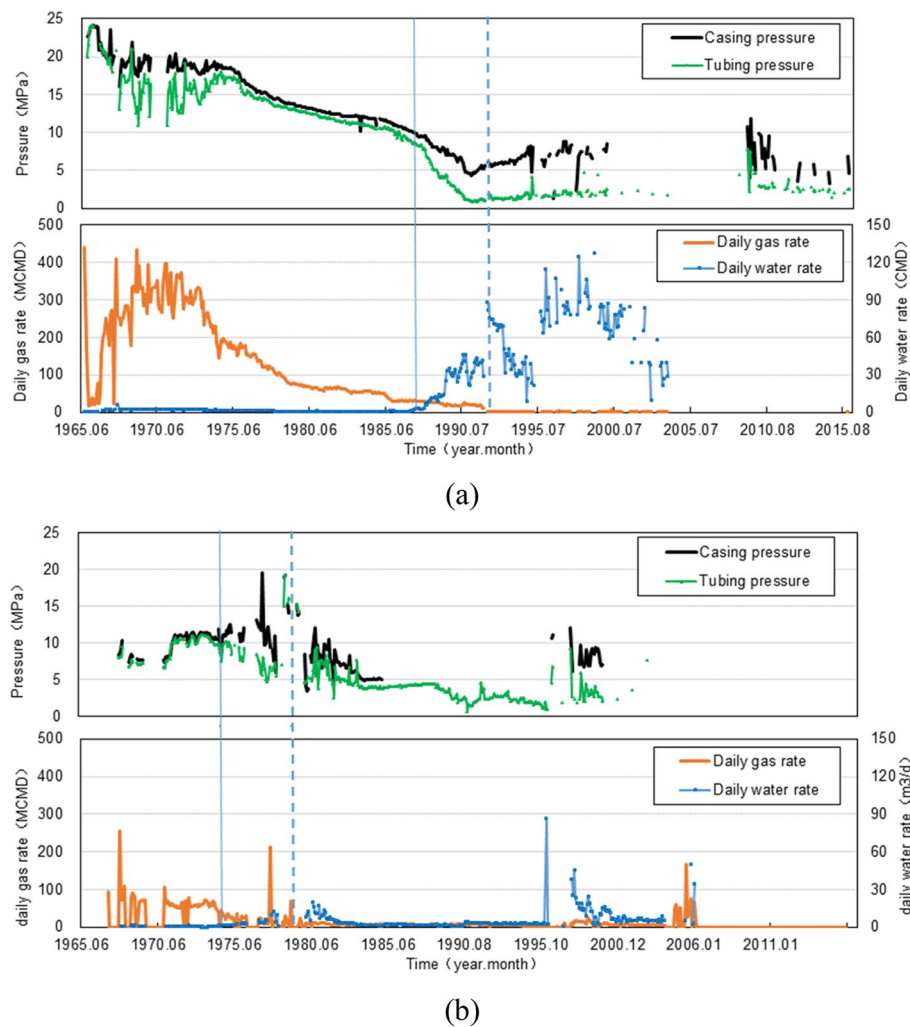 25
20
15
10
5
0
Prssure（MPa）
Casing pressure
Tubing pressure
500
400
300
200
100
0
Daily gas rate（MCMD）
Daily gas rate
Daily water rate
150
120
90
60
30
0
Daily water rate（CMD）
1965.06 1970.06 1975.06 1980.06 1985.06 1990.07 1995.07 2000.07 2005.07 2010.08 2015.08
Time（year.month）
(a)
25
20
15
10
5
0
Pressure（MPa）
Casing pressure
Tubing pressure
500
400
300
200
100
0
daily gas rate（MCMD）
Daily gas rate
Daily water rate
150
120
90
60
30
0
daily water rate（m3/d）
1965.06 1970.06 1975.06 1980.06 1985.06 1990.08 1995.10 2000.12 2006.01 2011.01
Time（year.month）
(b)